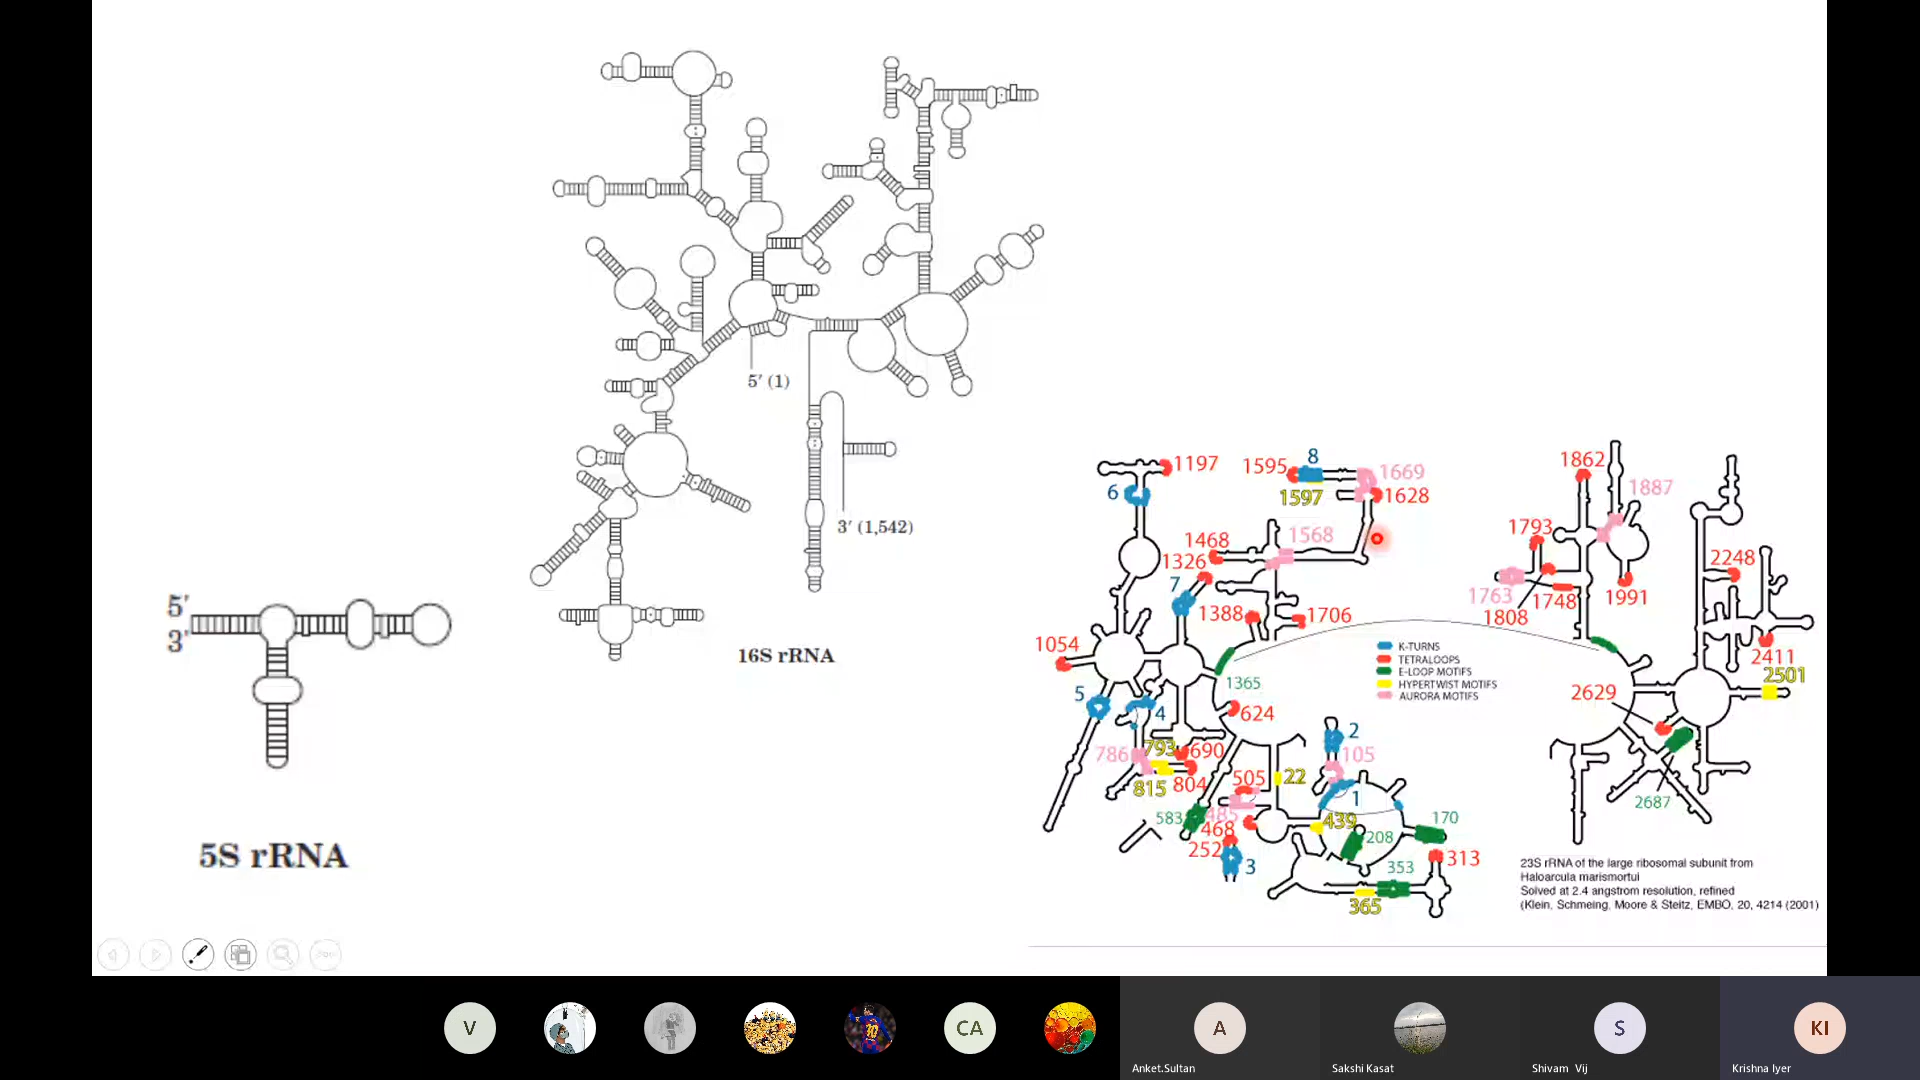 5′ (1)
3′ (1,542)
16S rRNA
5′
3′
5S rRNA
1197
6
1595
8
1597
1669
1628
1468
1568
1326
7
1388
1706
1054
1365
5
4
624
786
793
690
815
804
505
22
2
105
1
583
485
468
439
208
170
252
3
353
313
365
K-TURNS
TETRALOOPS
E-LOOP MOTIFS
HYPERTWIST MOTIFS
AURORA MOTIFS
1862
1887
1793
2248
1763
1748
1808
1991
2411
2501
2629
2687
23S rRNA of the large ribosomal subunit from
Haloarcula marismortui
Solved at 2.4 angstrom resolution, refined
(Klein, Schmeing, Moore & Steitz, EMBO, 20, 4214 (2001)
V
10
CA
A
S
KI
Anket.Sultan
Sakshi Kasat
Shivam Vij
Krishna Iyer